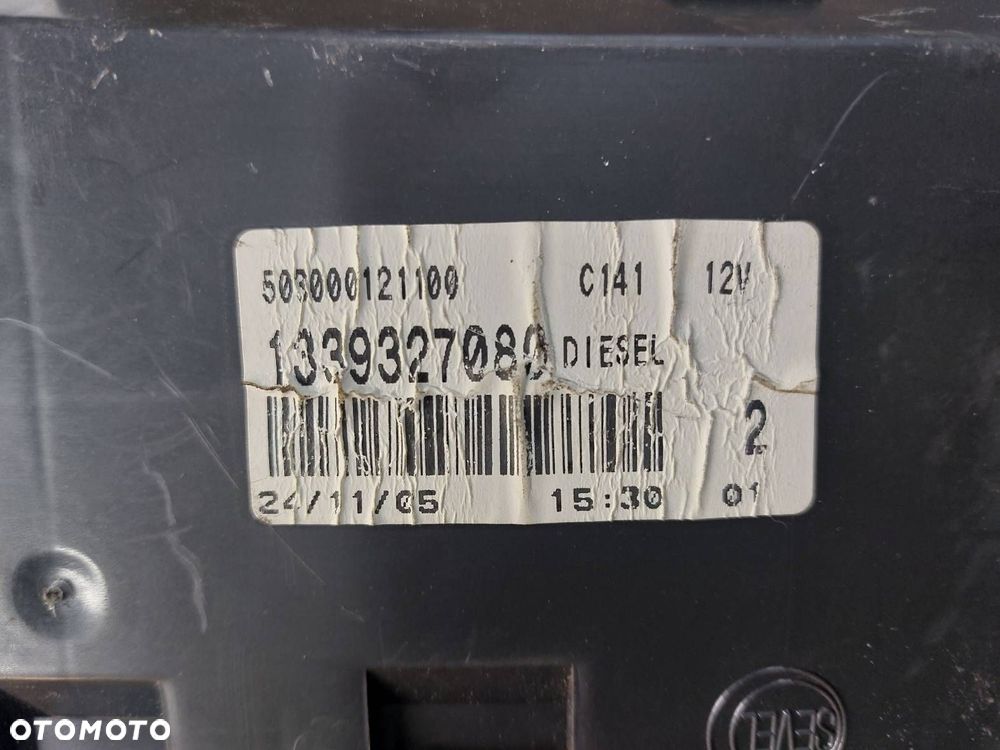 503000121100 C141 12V
1339327080 DIESEL
2
24/11/05 15:30 01
SEVEL
OTOMOTO